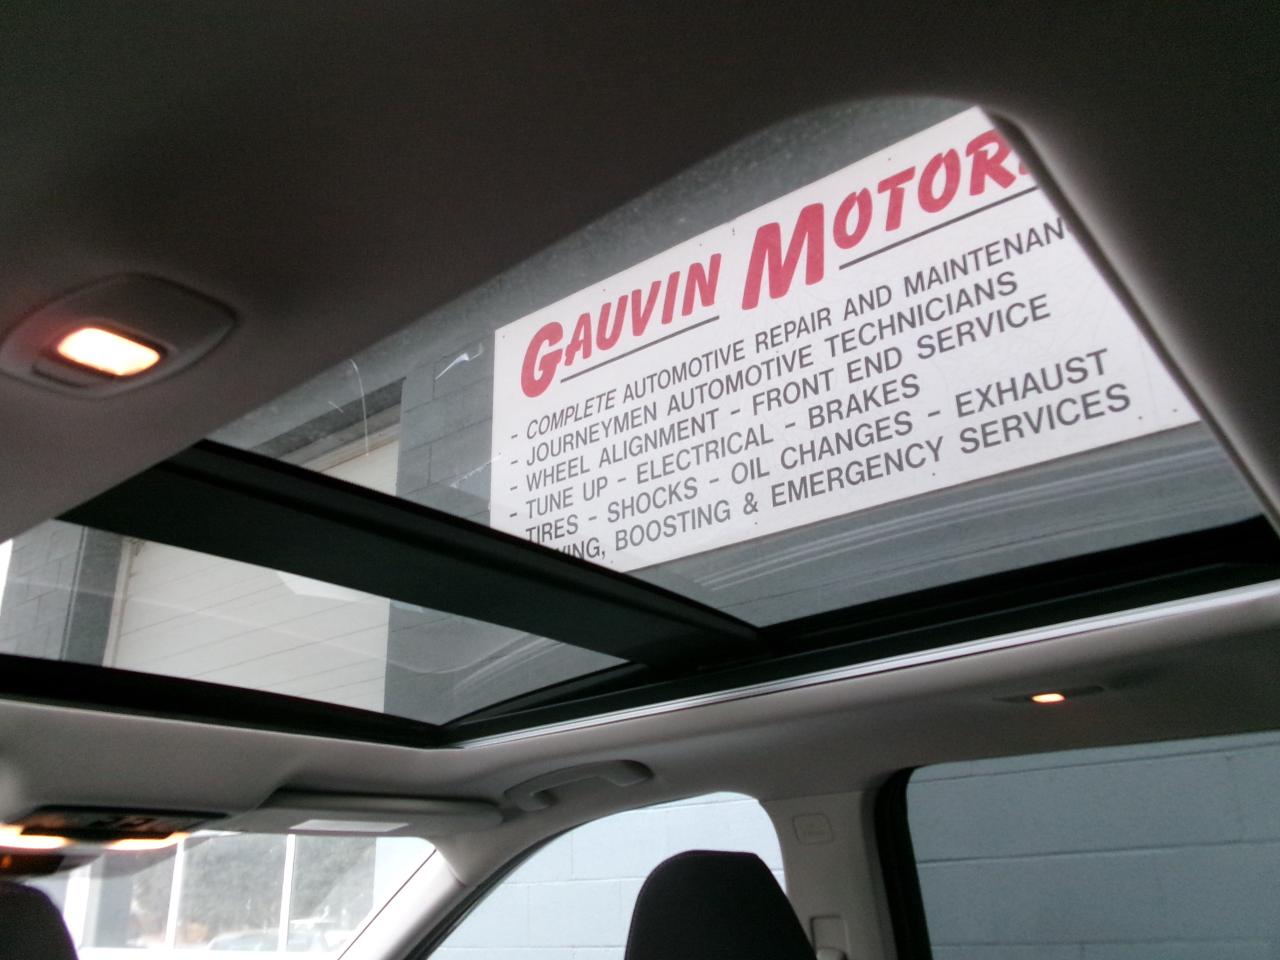 GAUVIN MOTORS
- COMPLETE AUTOMOTIVE REPAIR AND MAINTENAN
- JOURNEYMEN AUTOMOTIVE TECHNICIANS
- WHEEL ALIGNMENT - FRONT END SERVICE
- TUNE UP - ELECTRICAL - BRAKES
TIRES - SHOCKS - OIL CHANGES - EXHAUST
BOOSTING & EMERGENCY SERVICES